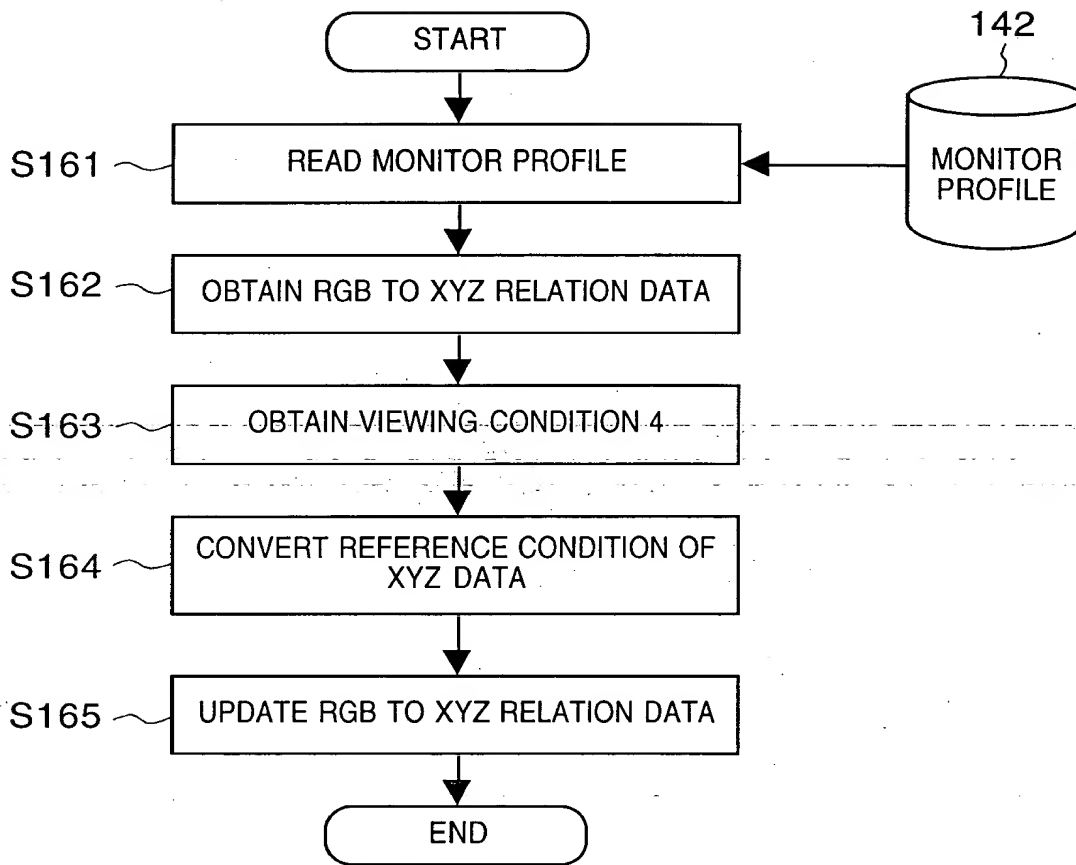 START
142
S161
READ MONITOR PROFILE
MONITOR
PROFILE
S162
OBTAIN RGB TO XYZ RELATION DATA
S163
OBTAIN VIEWING CONDITION 4
S164
CONVERT REFERENCE CONDITION OF
XYZ DATA
S165
UPDATE RGB TO XYZ RELATION DATA
END